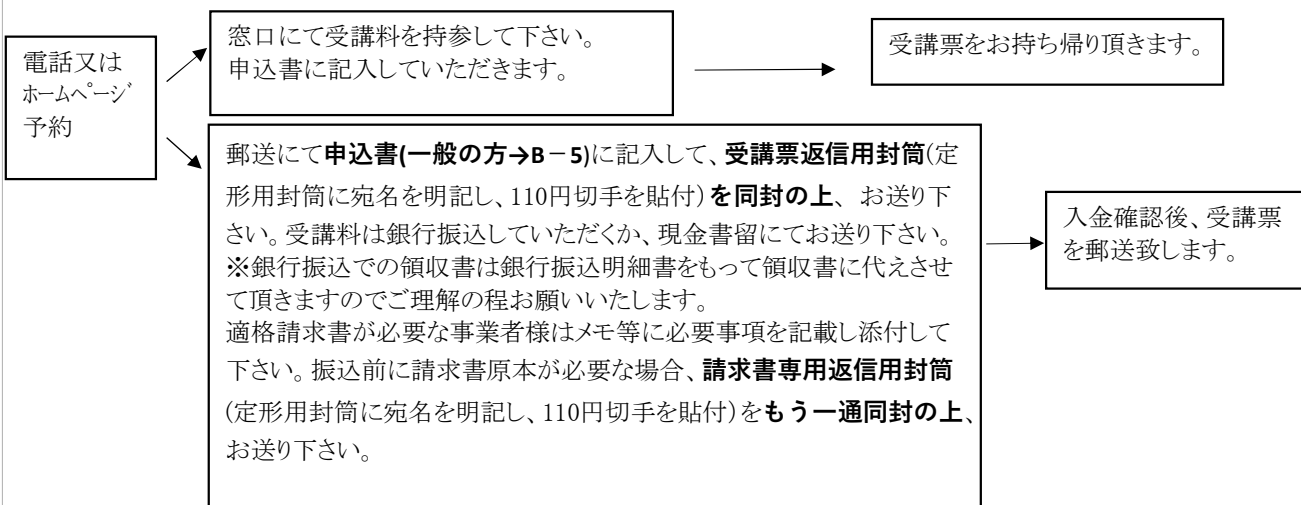 電話又は
ホームページ
予約
窓口にて受講料を持参して下さい。
申込書に記入していただきます。
受講票をお持ち帰り頂きます。
郵送にて申込書(一般の方→B－5)に記入して、受講票返信用封筒(定
形用封筒に宛名を明記し、110円切手を貼付)を同封の上、お送り下
さい。受講料は銀行振込していただくか、現金書留にてお送り下さい。
※銀行振込での領収書は銀行振込明細書をもって領収書に代えさせ
て頂きますのでご理解の程お願いいたします。
適格請求書が必要な事業者様はメモ等に必要事項を記載し添付して
下さい。振込前に請求書原本が必要な場合、請求書専用返信用封筒
(定形用封筒に宛名を明記し、110円切手を貼付)をもう一通同封の上、
お送り下さい。
入金確認後、受講票
を郵送致します。